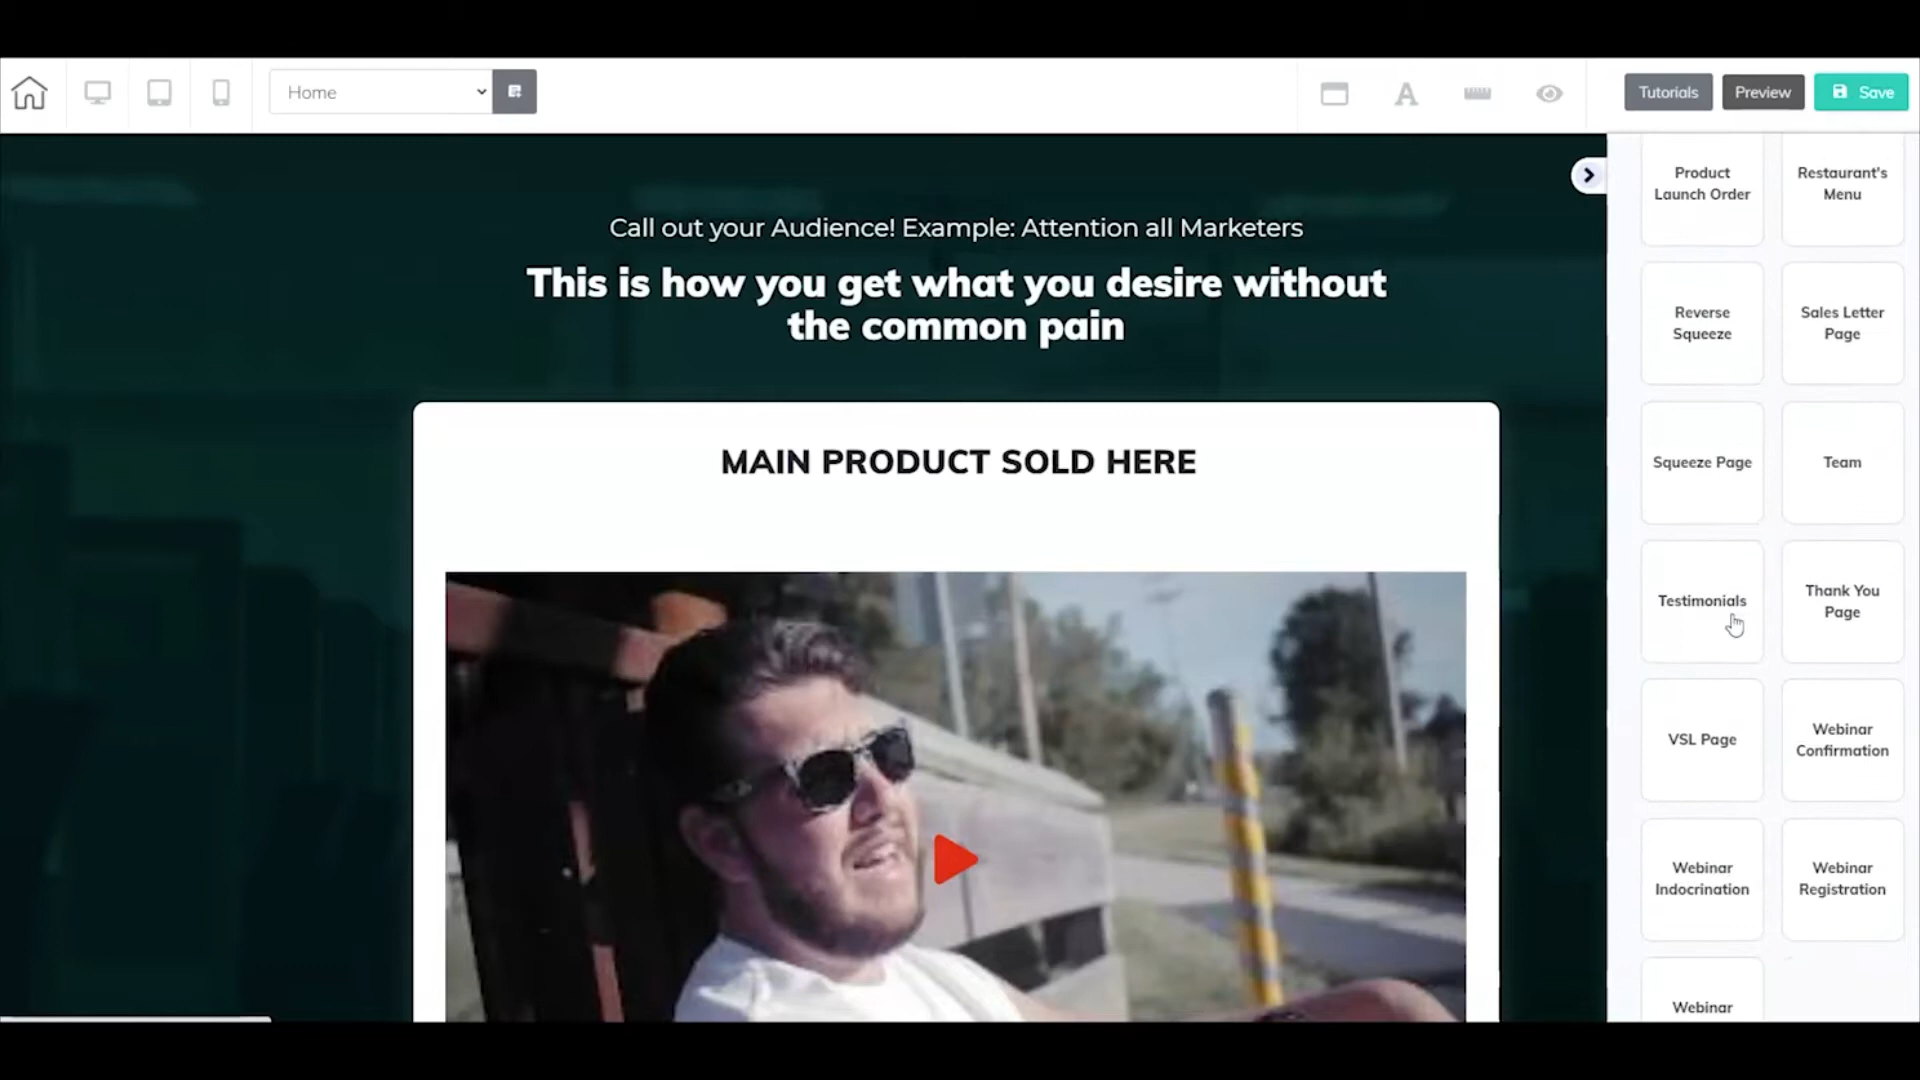 Home
Tutorials
Preview
Save
Call out your Audience! Example: Attention all Marketers
This is how you get what you desire without
the common pain
MAIN PRODUCT SOLD HERE
Product
Launch Order
Restaurant's
Menu
Reverse
Squeeze
Sales Letter
Page
Squeeze Page
Team
Testimonials
Thank You
Page
VSL Page
Webinar
Confirmation
Webinar
Indocrination
Webinar
Registration
Webinar